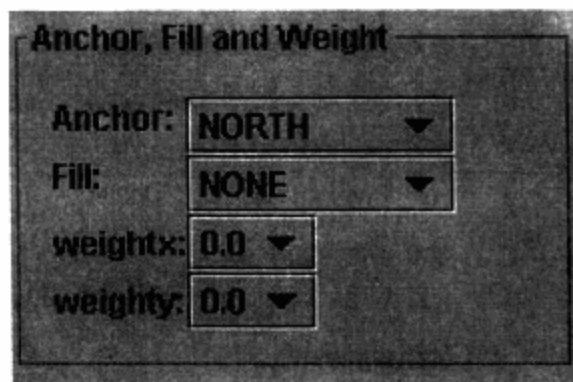 Anchor, Fill and Weight
Anchor: NORTH
Fill: NONE
weightx: 0.0
weighty: 0.0